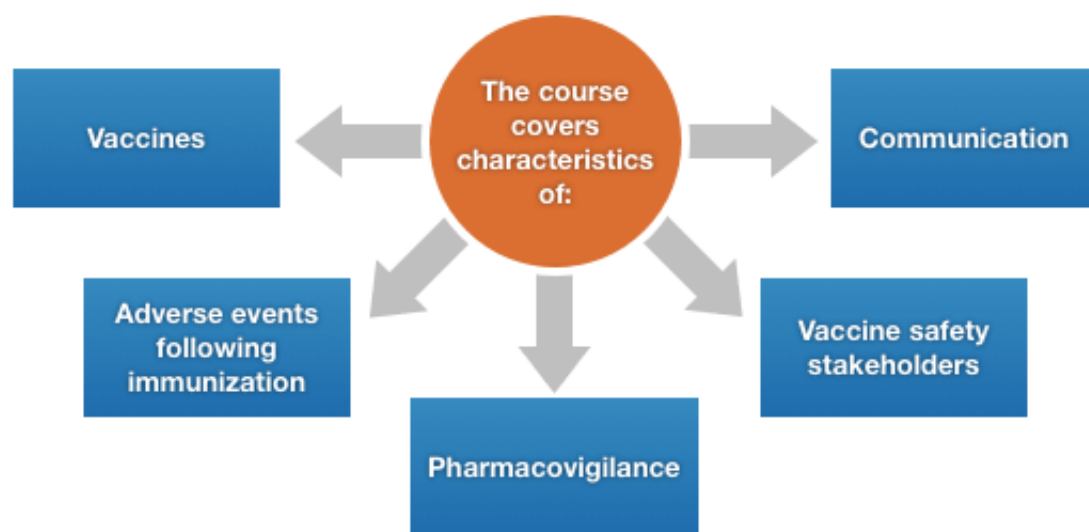 The course
covers
characteristics
of:
Vaccines
Adverse events
following
immunization
Pharmacovigilance
Vaccine safety
stakeholders
Communication